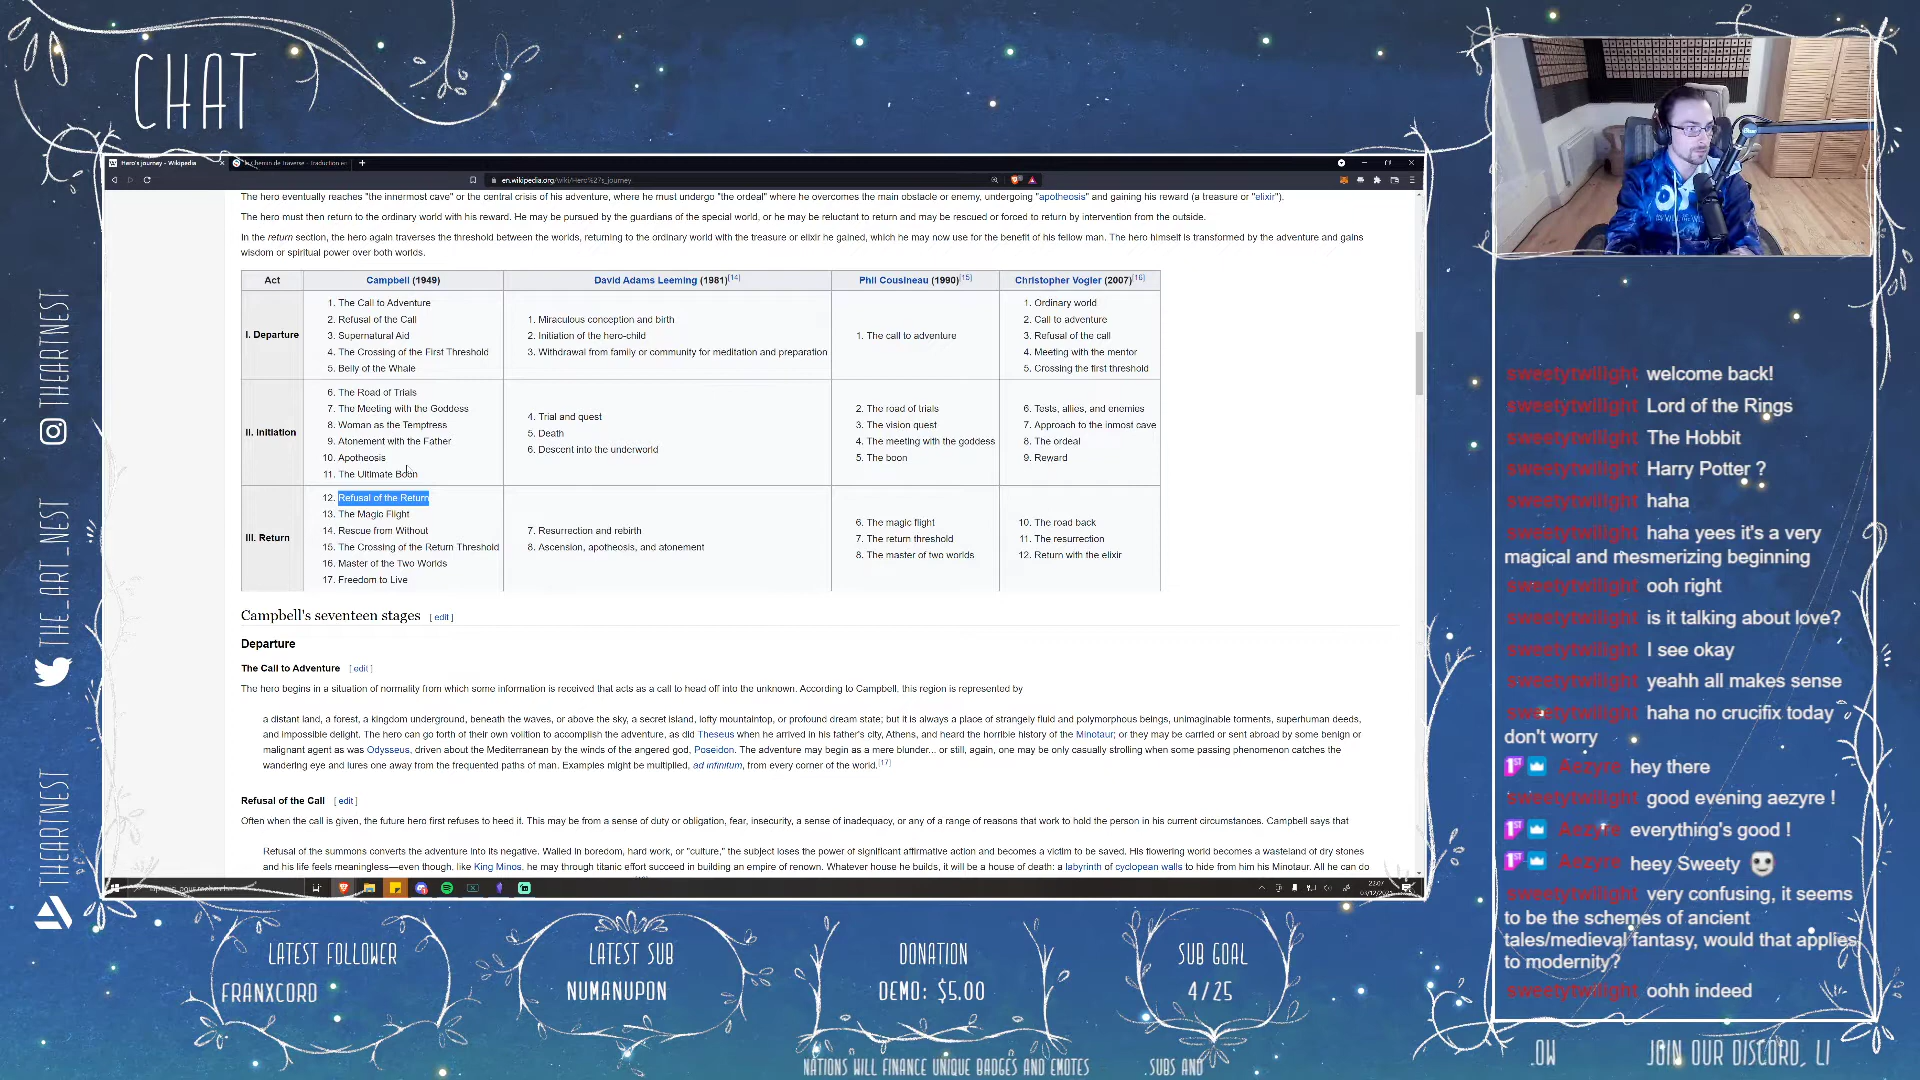 CHAT
THEARTNEST
THE_ART_NEST
THEARTNEST
Hero's journey - Wikipedia
en.wikipedia.org/wiki/Hero%27s_journey
The hero eventually reaches "the innermost cave" or the central crisis of his adventure, where he must undergo "the ordeal" where he overcomes the main obstacle or enemy, undergoing "apotheosis" and gaining his reward (a treasure or "elixir").
The hero must then return to the ordinary world with his reward. He may be pursued by the guardians of the special world, or he may be reluctant to return and may be rescued or forced to return by intervention from the outside.
In the return section, the hero again traverses the threshold between the worlds, returning to the ordinary world with the treasure or elixir he gained, which he may now use for the benefit of his fellow man. The hero himself is transformed by the adventure and gains
wisdom or spiritual power over both worlds.
Act
Campbell (1949)
David Adams Leeming (1981)[14]
Phil Cousineau (1990)[15]
Christopher Vogler (2007)[16]
I. Departure
1. The Call to Adventure
2. Refusal of the Call
3. Supernatural Aid
4. The Crossing of the First Threshold
5. Belly of the Whale
1. Miraculous conception and birth
2. Initiation of the hero-child
3. Withdrawal from family or community for meditation and preparation
1. The call to adventure
1. Ordinary world
2. Call to adventure
3. Refusal of the call
4. Meeting with the mentor
5. Crossing the first threshold
II. Initiation
6. The Road of Trials
7. The Meeting with the Goddess
8. Woman as the Temptress
9. Atonement with the Father
10. Apotheosis
11. The Ultimate Boon
4. Trial and quest
5. Death
6. Descent into the underworld
2. The road of trials
3. The vision quest
4. The meeting with the goddess
5. The boon
6. Tests, allies, and enemies
7. Approach to the inmost cave
8. The ordeal
9. Reward
III. Return
12. Refusal of the Return
13. The Magic Flight
14. Rescue from Without
15. The Crossing of the Return Threshold
16. Master of the Two Worlds
17. Freedom to Live
7. Resurrection and rebirth
8. Ascension, apotheosis, and atonement
6. The magic flight
7. The return threshold
8. The master of two worlds
10. The road back
11. The resurrection
12. Return with the elixir
Campbell's seventeen stages [ edit ]
Departure
The Call to Adventure [ edit ]
The hero begins in a situation of normality from which some information is received that acts as a call to head off into the unknown. According to Campbell, this region is represented by
a distant land, a forest, a kingdom underground, beneath the waves, or above the sky, a secret island, lofty mountaintop, or profound dream state; but it is always a place of strangely fluid and polymorphous beings, unimaginable torments, superhuman deeds,
and impossible delight. The hero can go forth of their own volition to accomplish the adventure, as did Theseus when he arrived in his father's city, Athens, and heard the horrible history of the Minotaur; or they may be carried or sent abroad by some benign or
malignant agent as was Odysseus, driven about the Mediterranean by the winds of the angered god, Poseidon. The adventure may begin as a mere blunder... or still, again, one may be only casually strolling when some passing phenomenon catches the
wandering eye and lures one away from the frequented paths of man. Examples might be multiplied, ad infinitum, from every corner of the world.[17]
Refusal of the Call [ edit ]
Often when the call is given, the future hero first refuses to heed it. This may be from a sense of duty or obligation, fear, insecurity, a sense of inadequacy, or any of a range of reasons that work to hold the person in his current circumstances. Campbell says that
Refusal of the summons converts the adventure into its negative. Walled in boredom, hard work, or "culture," the subject loses the power of significant affirmative action and becomes a victim to be saved. His flowering world becomes a wasteland of dry stones
and his life feels meaningless—even though, like King Minos, he may through titanic effort succeed in building an empire of renown. Whatever house he builds, it will be a house of death: a labyrinth of cyclopean walls to hide from him his Minotaur. All he can do
22:07
sweetytwilight welcome back!
sweetytwilight Lord of the Rings
sweetytwilight The Hobbit
sweetytwilight Harry Potter ?
sweetytwilight haha
sweetytwilight haha yees it's a very
magical and mesmerizing beginning
sweetytwilight ooh right
sweetytwilight is it talking about love?
sweetytwilight I see okay
sweetytwilight yeahh all makes sense
sweetytwilight haha no crucifix today
don't worry
1ST Aezyre hey there
sweetytwilight good evening aezyre !
1ST Aezyre everything's good !
1ST Aezyre heey Sweety
sweetytwilight very confusing, it seems
to be the schemes of ancient
tales/medieval fantasy, would that applies
to modernity?
sweetytwilight oohh indeed
LATEST FOLLOWER
FRANXCORD
LATEST SUB
NUMANUPON
DONATION
DEMO: $5.00
SUB GOAL
4/25
NATIONS WILL FINANCE UNIQUE BADGES AND EMOTES
.SUBS AND
.OW
JOIN OUR DISCORD, LI